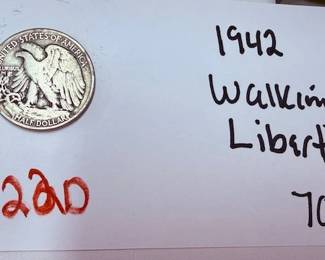 UNITED STATES OF AMERICA
HALF DOLLAR
1942
Walkin
Libert
220
70